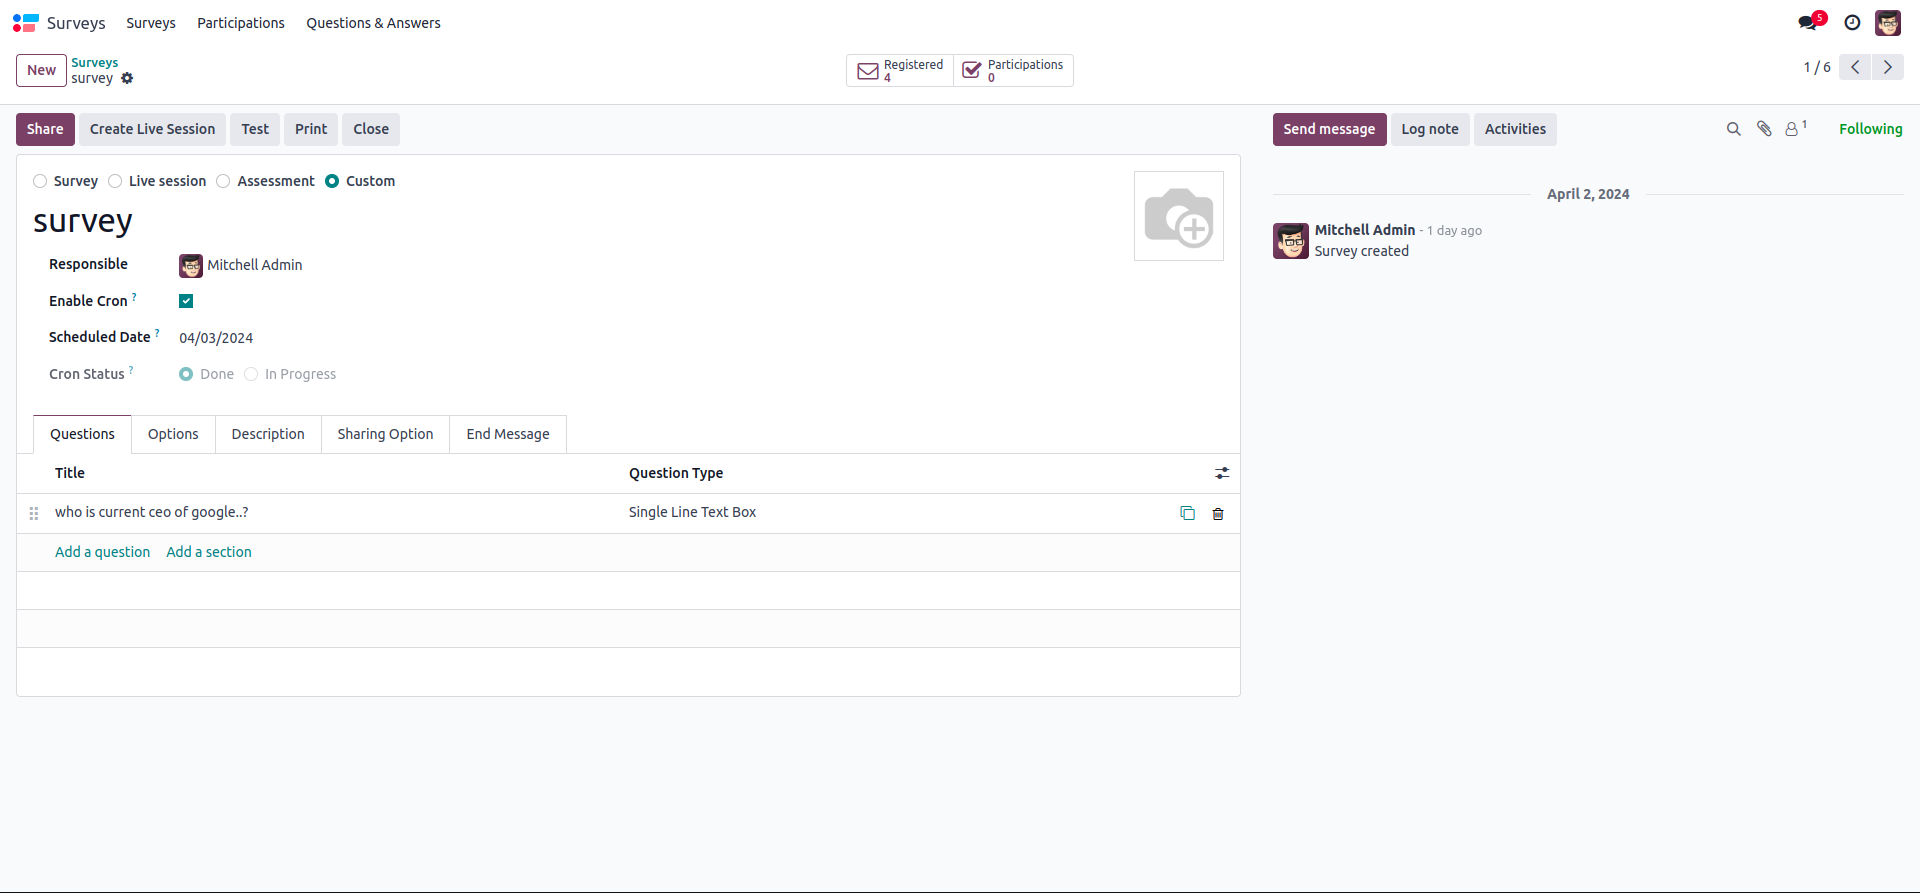 Surveys Surveys Participations Questions & Answers 5
New Surveys Registered 4 Participations 0 1 / 6
survey
Share Create Live Session Test Print Close Send message Log note Activities 1 Following
Survey Live session Assessment Custom
survey
Responsible Mitchell Admin
Enable Cron ?
Scheduled Date ? 04/03/2024
Cron Status ? Done In Progress
Questions Options Description Sharing Option End Message
Title Question Type
who is current ceo of google..? Single Line Text Box
Add a question Add a section
April 2, 2024
Mitchell Admin - 1 day ago
Survey created